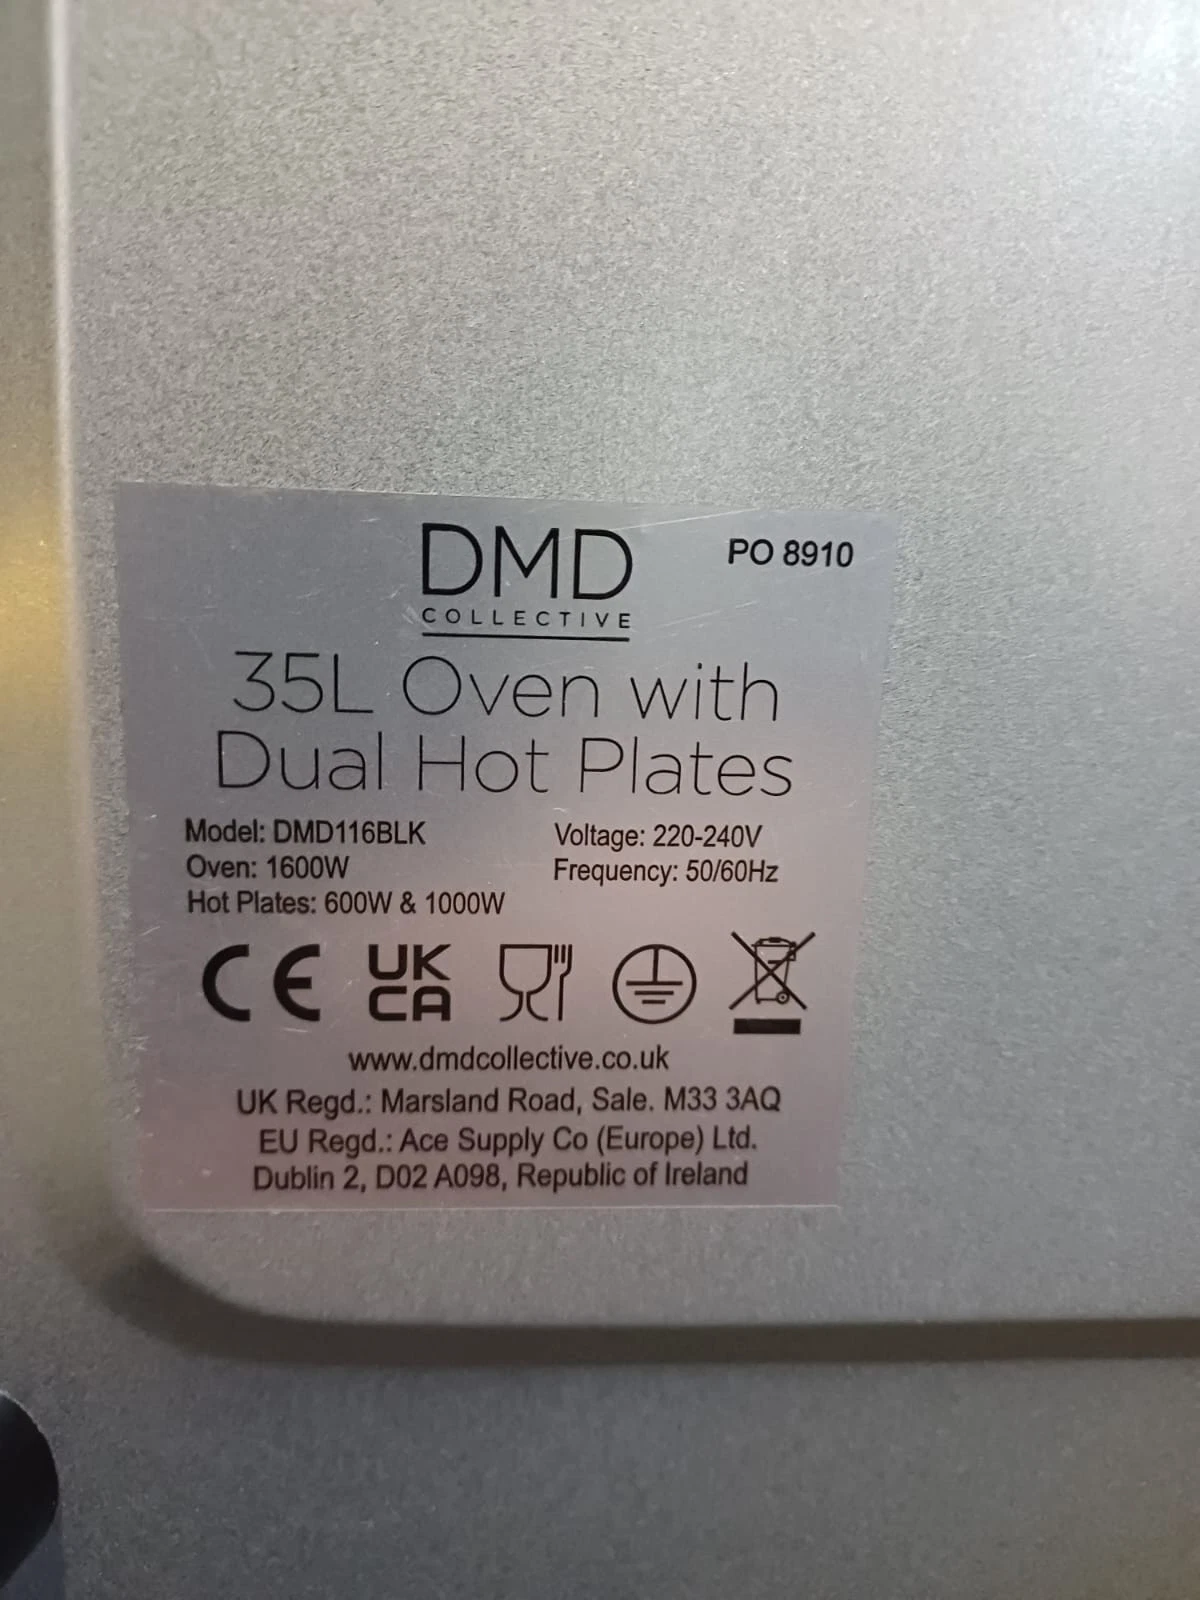 DMD
COLLECTIVE
PO 8910
35L Oven with
Dual Hot Plates
Model: DMD116BLK
Voltage: 220-240V
Oven: 1600W
Frequency: 50/60Hz
Hot Plates: 600W & 1000W
CE
UK
CA
www.dmdcollective.co.uk
UK Regd.: Marsland Road, Sale. M33 3AQ
EU Regd.: Ace Supply Co (Europe) Ltd.
Dublin 2, D02 A098, Republic of Ireland